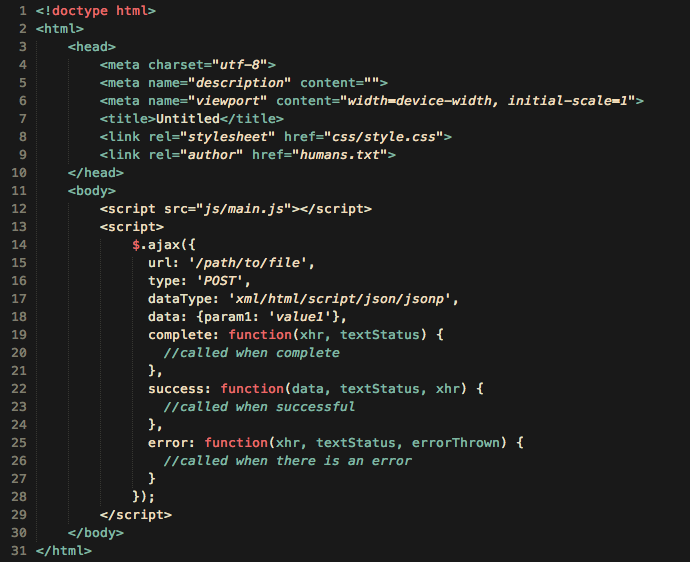 1 <!doctype html>
2 <html>
3     <head>
4         <meta charset="utf-8">
5         <meta name="description" content="">
6         <meta name="viewport" content="width=device-width, initial-scale=1">
7         <title>Untitled</title>
8         <link rel="stylesheet" href="css/style.css">
9         <link rel="author" href="humans.txt">
10     </head>
11     <body>
12         <script src="js/main.js"></script>
13         <script>
14             $.ajax({
15               url: '/path/to/file',
16               type: 'POST',
17               dataType: 'xml/html/script/json/jsonp',
18               data: {param1: 'value1'},
19               complete: function(xhr, textStatus) {
20                 //called when complete
21               },
22               success: function(data, textStatus, xhr) {
23                 //called when successful
24               },
25               error: function(xhr, textStatus, errorThrown) {
26                 //called when there is an error
27               }
28             });
29         </script>
30     </body>
31 </html>